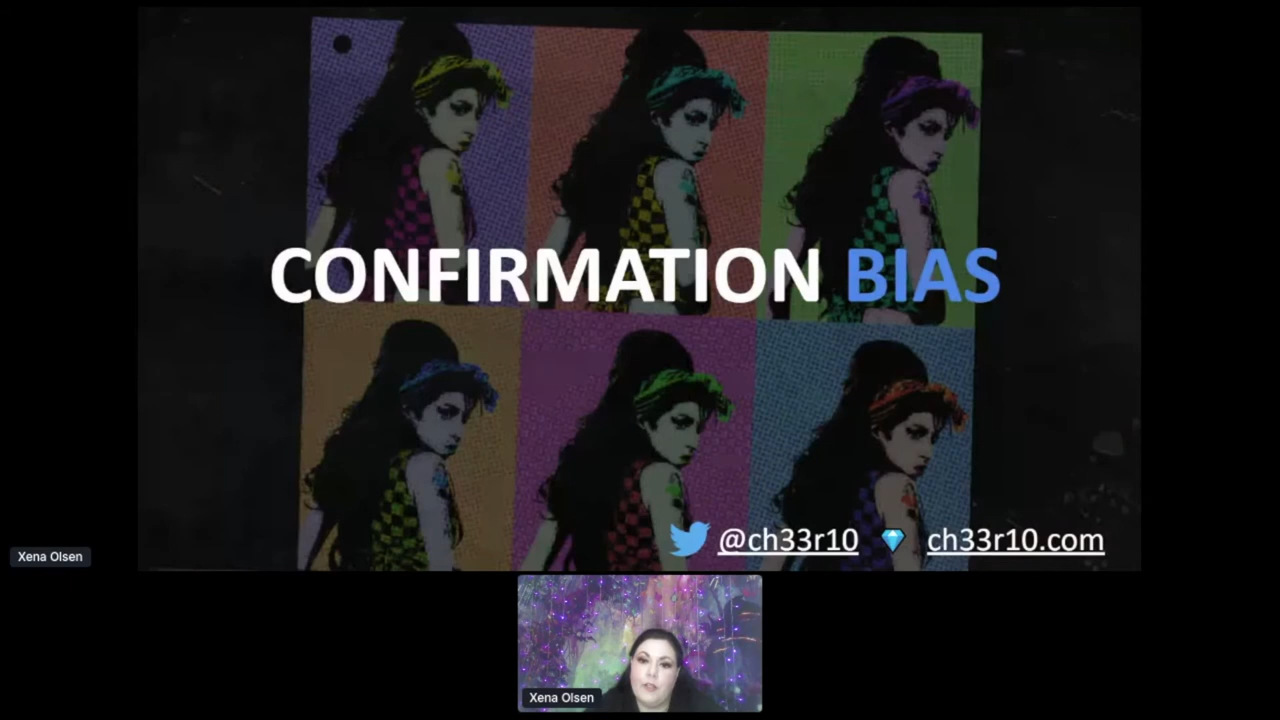 CONFIRMATION BIAS
@ch33r10 ch33r10.com
Xena Olsen
Xena Olsen